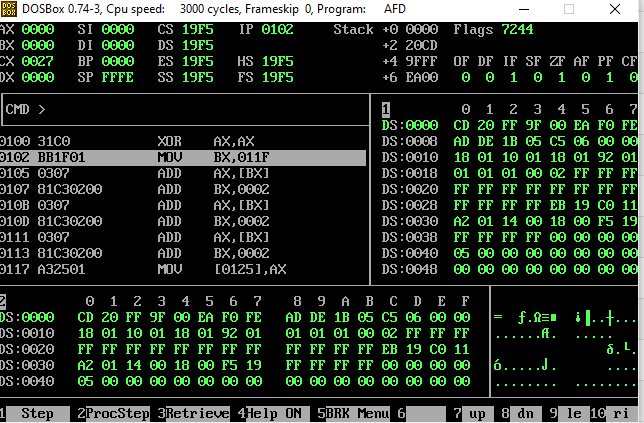 DOSBox 0.74-3, Cpu speed: 3000 cycles, Frameskip 0, Program: AFD
AX 0000 SI 0000 CS 19F5 IP 0102 Stack +0 0000 Flags 7244
BX 0000 DI 0000 DS 19F5 +2 20CD
CX 0027 BP 0000 ES 19F5 HS 19F5 +4 9FFF OF DF IF SF ZF AF PF CF
DX 0000 SP FFFE SS 19F5 FS 19F5 +6 EA00 0 0 1 0 1 0 1 0
CMD >
1 0 1 2 3 4 5 6 7
DS:0000 CD 20 FF 9F 00 EA F0 FE
DS:0008 AD DE 1B 05 C5 06 00 00
DS:0010 18 01 10 01 18 01 92 01
DS:0018 01 01 01 00 02 FF FF FF
DS:0020 FF FF FF FF FF FF FF FF
DS:0028 FF FF FF FF EB 19 C0 11
DS:0030 A2 01 14 00 18 00 F5 19
DS:0038 FF FF FF FF 00 00 00 00
DS:0040 05 00 00 00 00 00 00 00
DS:0048 00 00 00 00 00 00 00 00
0100 31C0 XOR AX,AX
0102 BB1F01 MOV BX,011F
0105 0307 ADD AX,[BX]
0107 81C30200 ADD BX,0002
010B 0307 ADD AX,[BX]
010D 81C30200 ADD BX,0002
0111 0307 ADD AX,[BX]
0113 81C30200 ADD BX,0002
0117 A32501 MOV [0125],AX
2 0 1 2 3 4 5 6 7 8 9 A B C D E F
DS:0000 CD 20 FF 9F 00 EA F0 FE AD DE 1B 05 C5 06 00 00
DS:0010 18 01 10 01 18 01 92 01 01 01 01 00 02 FF FF FF
DS:0020 FF FF FF FF FF FF FF FF FF FF FF FF EB 19 C0 11
DS:0030 A2 01 14 00 18 00 F5 19 FF FF FF FF 00 00 00 00
DS:0040 05 00 00 00 00 00 00 00 00 00 00 00 00 00 00 00
1 Step 2ProcStep 3Retrieve 4Help ON 5BRK Menu 6 7 up 8 dn 9 le 10 ri